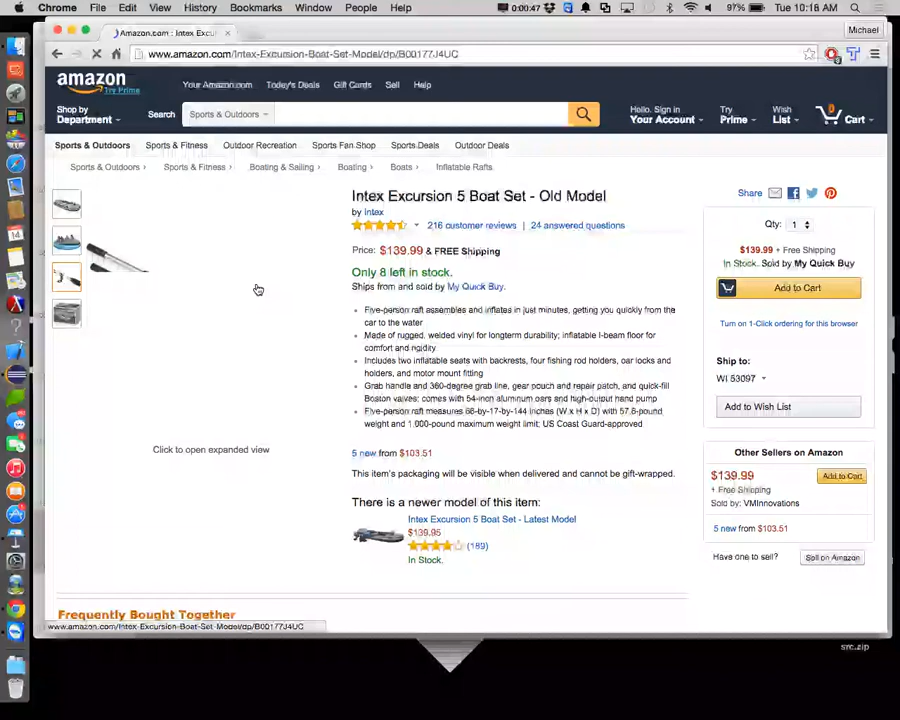 Chrome File Edit View History Bookmarks Window People Help 0:00:47 97% Tue 10:16 AM
Amazon.com : Intex Excur Michael
www.amazon.com/Intex-Excursion-Boat-Set-Model/dp/B00177J4UC
amazon Your Amazon.com Today's Deals Gift Cards Sell Help
Try Prime
Shop by Department Search Sports & Outdoors Hello. Sign in Your Account Try Prime Wish List 0 Cart
Sports & Outdoors Sports & Fitness Outdoor Recreation Sports Fan Shop Sports Deals Outdoor Deals
Sports & Outdoors › Sports & Fitness › Boating & Sailing › Boating › Boats › Inflatable Rafts
Intex Excursion 5 Boat Set - Old Model
by Intex
216 customer reviews | 24 answered questions
Price: $139.99 & FREE Shipping
Only 8 left in stock.
Ships from and sold by My Quick Buy.
Five-person raft assembles and inflates in just minutes, getting you quickly from the
car to the water
Made of rugged, welded vinyl for longterm durability; inflatable I-beam floor for
comfort and rigidity
Includes two inflatable seats with backrests, four fishing rod holders, oar locks and
holders, and motor mount fitting
Grab handle and 360-degree grab line, gear pouch and repair patch, and quick-fill
Boston valves; comes with 54-inch aluminum oars and high-output hand pump
Five-person raft measures 66-by-17-by-144 inches (W x H x D) with 57.6-pound
weight and 1,000-pound maximum weight limit; US Coast Guard-approved
Click to open expanded view
5 new from $103.51
This item's packaging will be visible when delivered and cannot be gift-wrapped.
There is a newer model of this item:
Intex Excursion 5 Boat Set - Latest Model
$139.95
(189)
In Stock.
Frequently Bought Together
www.amazon.com/Intex-Excursion-Boat-Set-Model/dp/B00177J4UC
Share
Qty: 1
$139.99 + Free Shipping
In Stock. Sold by My Quick Buy
Add to Cart
Turn on 1-Click ordering for this browser
Ship to:
WI 53097
Add to Wish List
Other Sellers on Amazon
$139.99 Add to Cart
+ Free Shipping
Sold by: VMInnovations
5 new from $103.51
Have one to sell? Sell on Amazon
src.zip